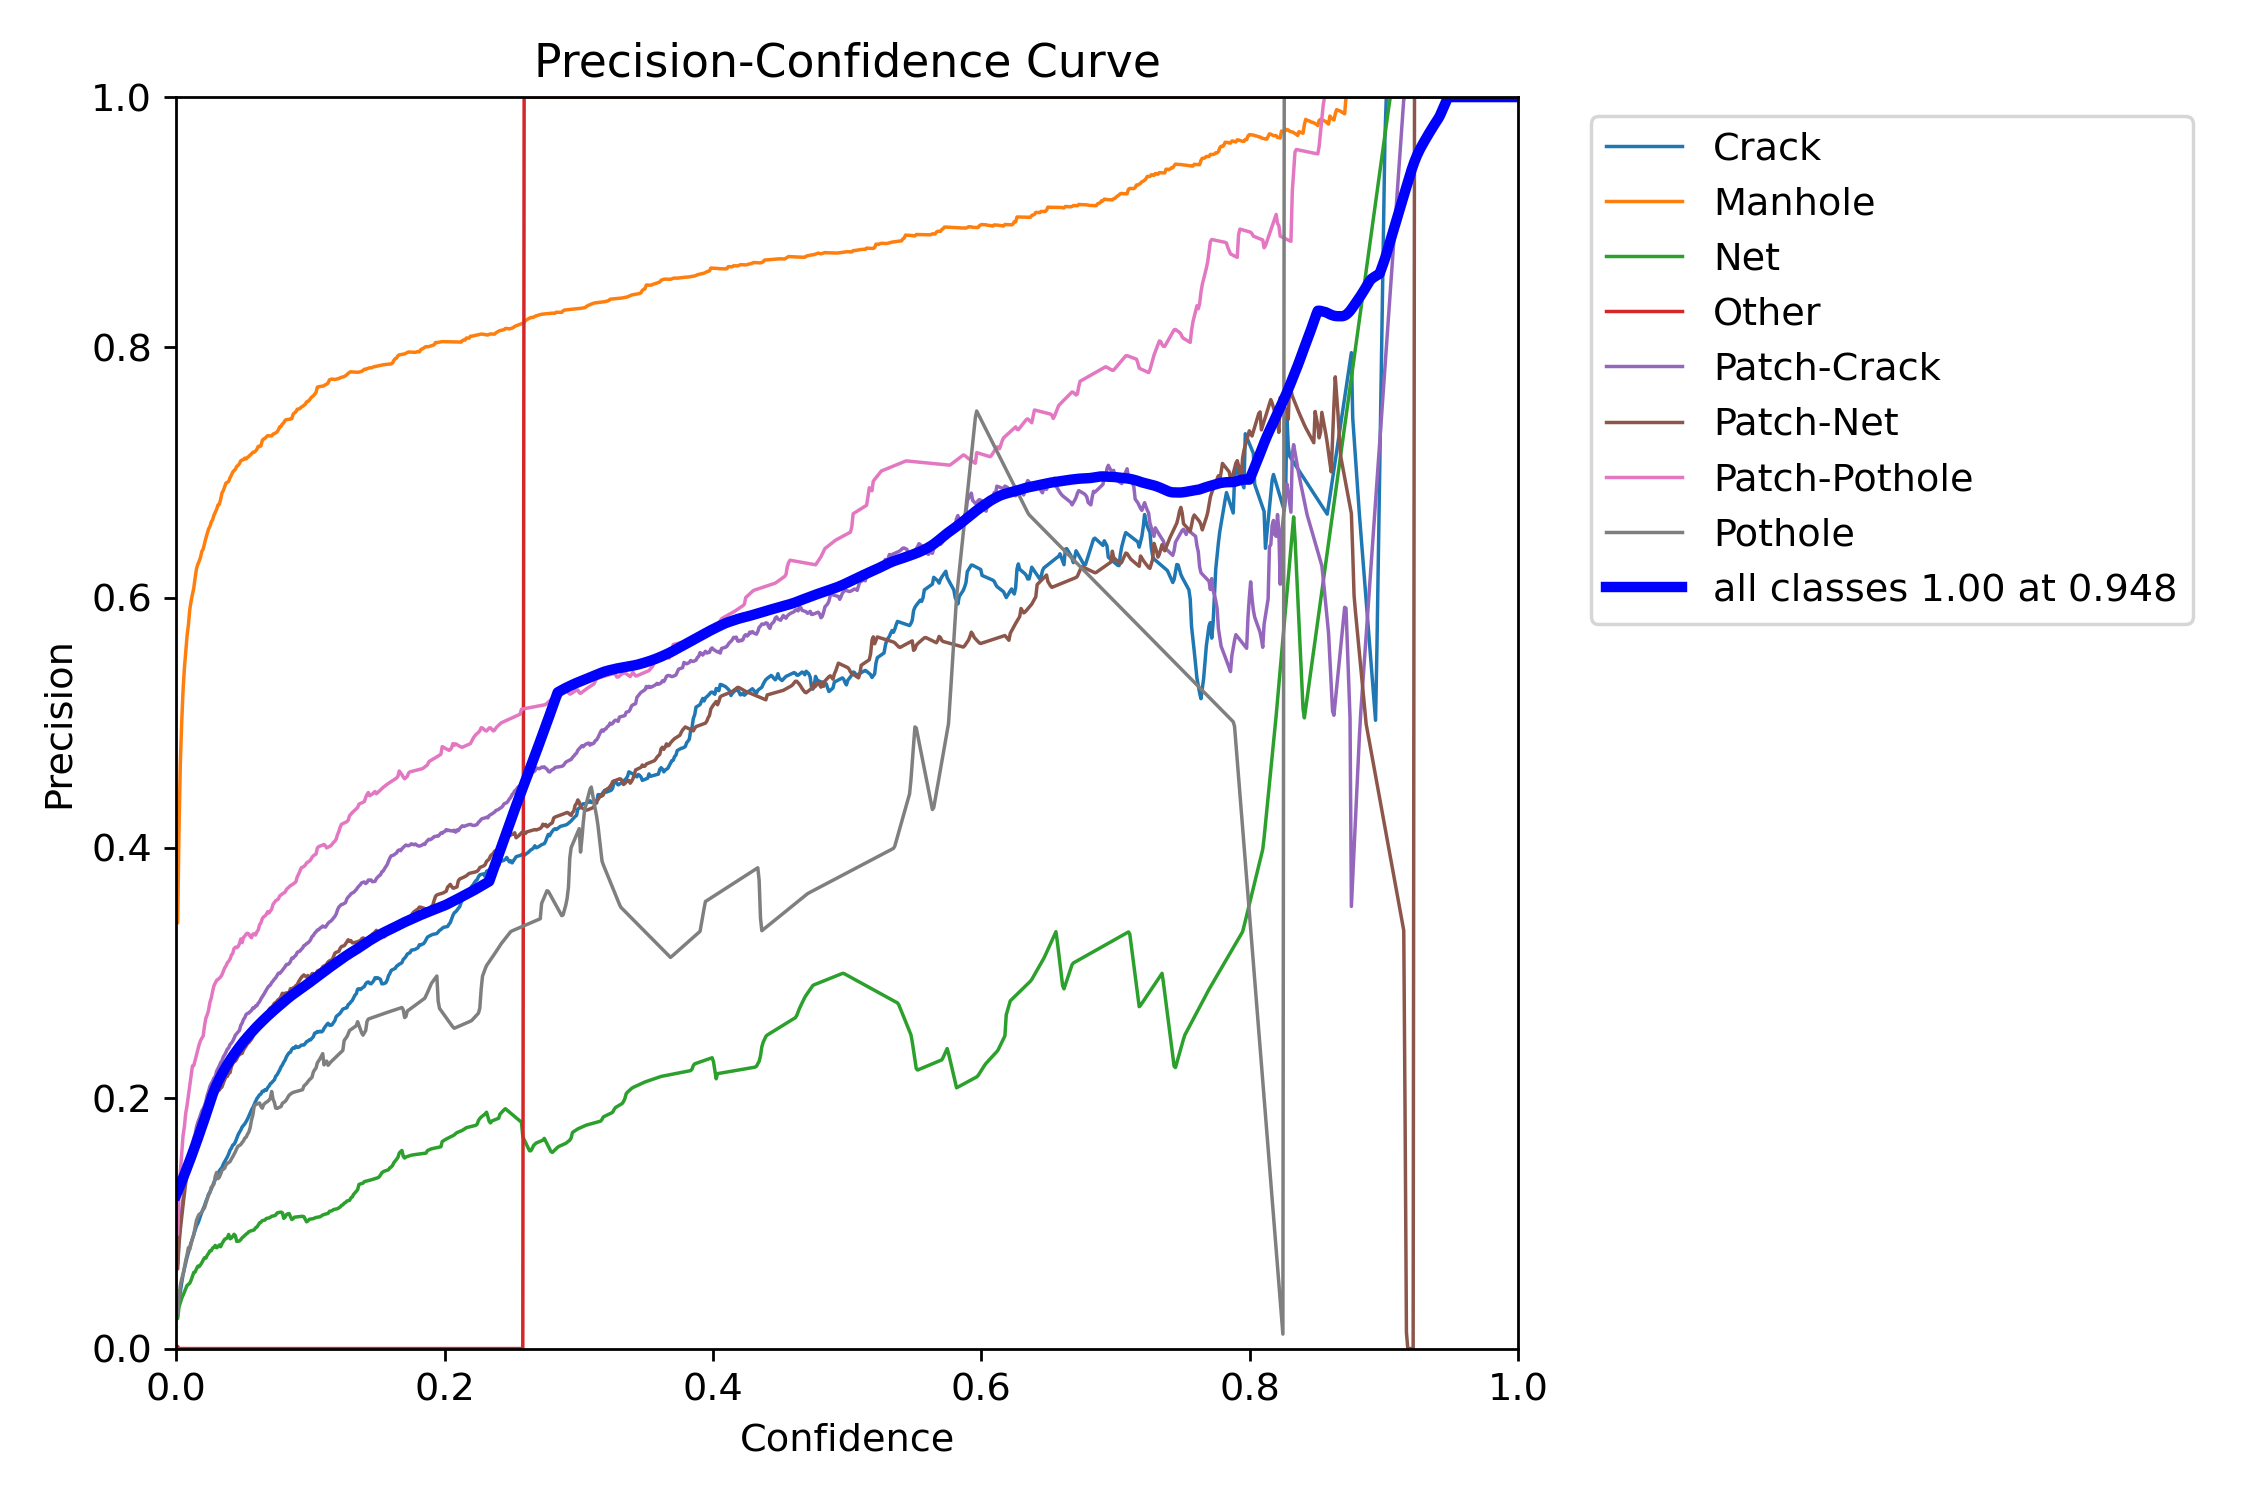 Precision-Confidence Curve
1.0
0.8
0.6
0.4
0.2
0.0
Precision
0.0 0.2 0.4 0.6 0.8 1.0
Confidence
Crack
Manhole
Net
Other
Patch-Crack
Patch-Net
Patch-Pothole
Pothole
all classes 1.00 at 0.948